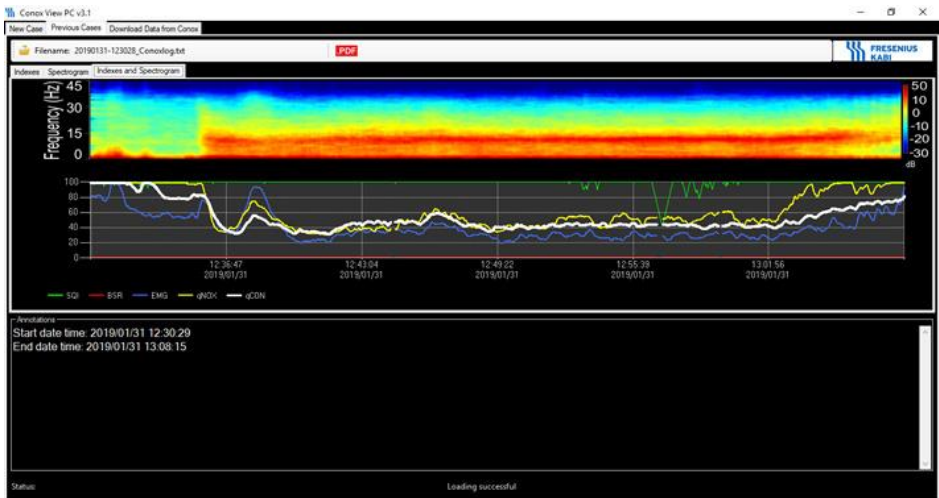 Conox View PC v3.1
New Case Previous Cases Download Data from Conox
Filename: 20190131-123028_Conoxlog.txt
.PDF
FRESENIUS
KABI
Indexes Spectrogram Indexes and Spectrogram
Frequency (Hz)
45
30
15
0
50
10
0
-10
-20
-30
dB
100
80
60
40
20
0
12:36:47 12:43:04 12:49:22 12:55:39 13:01:56
2019/01/31 2019/01/31 2019/01/31 2019/01/31 2019/01/31
SQI BSR EMG qNOX qCON
Annotations
Start date time: 2019/01/31 12:30:29
End date time: 2019/01/31 13:08:15
Status: Loading successful